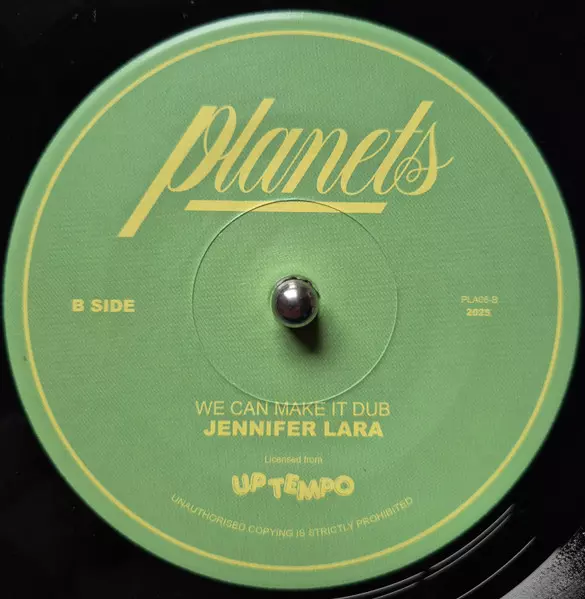 planets
B SIDE
PLA06-B
2025
WE CAN MAKE IT DUB
JENNIFER LARA
Licensed from
UP TEMPO
UNAUTHORISED COPYING IS STRICTLY PROHIBITED